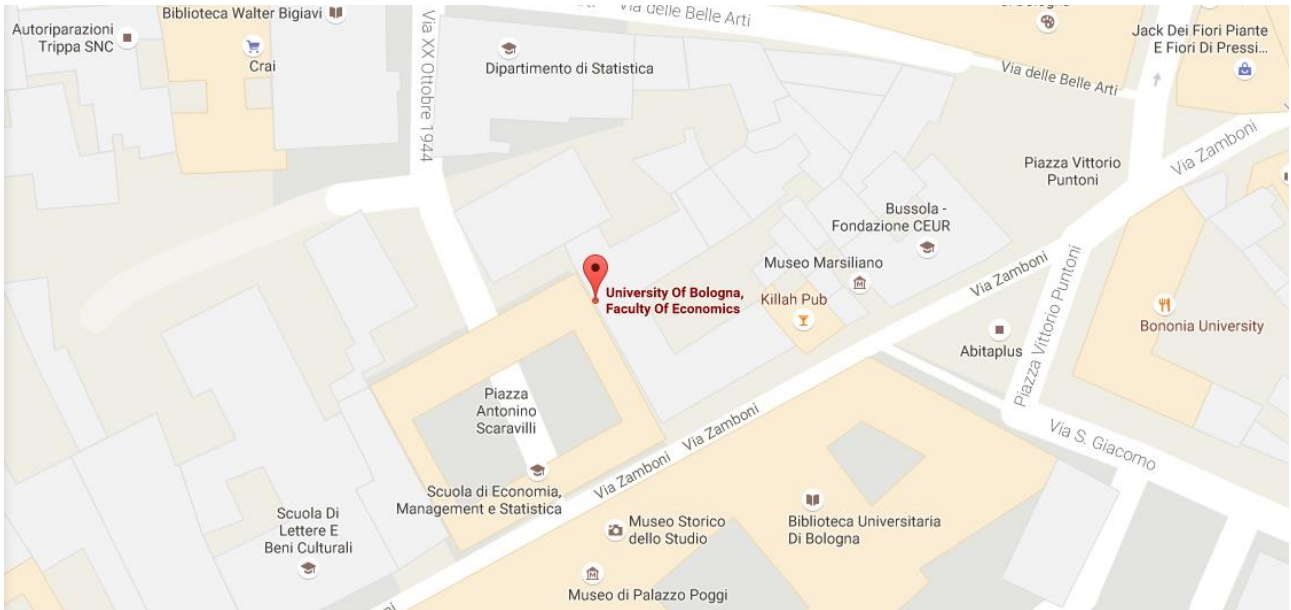 Biblioteca Walter Bigiavi
Via delle Belle Arti
Autoriparazioni
Trippa SNC
Crai
Via XX Ottobre 1944
Dipartimento di Statistica
Via delle Belle Arti
Jack Dei Fiori Piante
E Fiori Di Pressi...
Via Zamboni
Piazza Vittorio
Puntoni
Bussola -
Fondazione CEUR
Museo Marsiliano
Via Zamboni
University Of Bologna,
Faculty Of Economics
Killah Pub
Abitaplus
Piazza Vittorio Puntoni
Bononia University
Piazza
Antonino
Scaravilli
Via Zamboni
Via Zamboni
Via S. Giacomo
Scuola di Economia,
Management e Statistica
Scuola Di
Lettere E
Beni Culturali
Museo Storico
dello Studio
Biblioteca Universitaria
Di Bologna
Museo di Palazzo Poggi